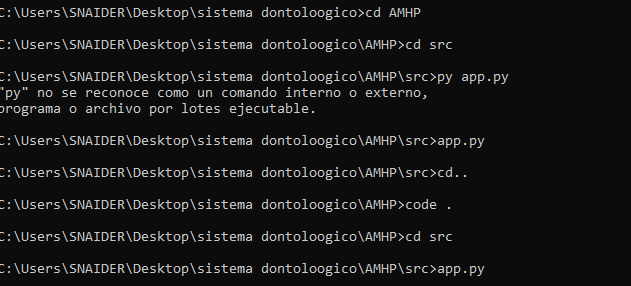 C:\Users\SNAIDER\Desktop\sistema dontoloogico>cd AMHP
C:\Users\SNAIDER\Desktop\sistema dontoloogico\AMHP>cd src
C:\Users\SNAIDER\Desktop\sistema dontoloogico\AMHP\src>py app.py
"py" no se reconoce como un comando interno o externo,
programa o archivo por lotes ejecutable.
C:\Users\SNAIDER\Desktop\sistema dontoloogico\AMHP\src>app.py
C:\Users\SNAIDER\Desktop\sistema dontoloogico\AMHP\src>cd..
C:\Users\SNAIDER\Desktop\sistema dontoloogico\AMHP>code .
C:\Users\SNAIDER\Desktop\sistema dontoloogico\AMHP>cd src
C:\Users\SNAIDER\Desktop\sistema dontoloogico\AMHP\src>app.py